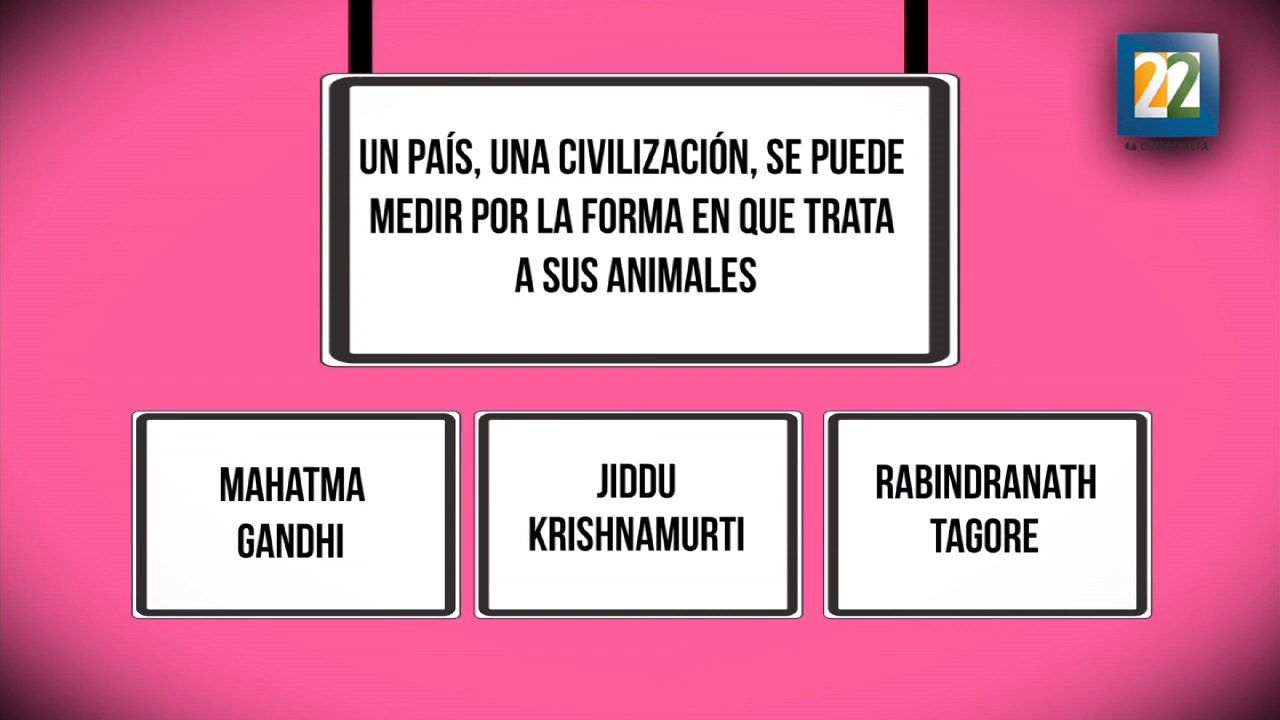 22
UN PAÍS, UNA CIVILIZACIÓN, SE PUEDE
MEDIR POR LA FORMA EN QUE TRATA
A SUS ANIMALES
MAHATMA
GANDHI
JIDDU
KRISHNAMURTI
RABINDRANATH
TAGORE